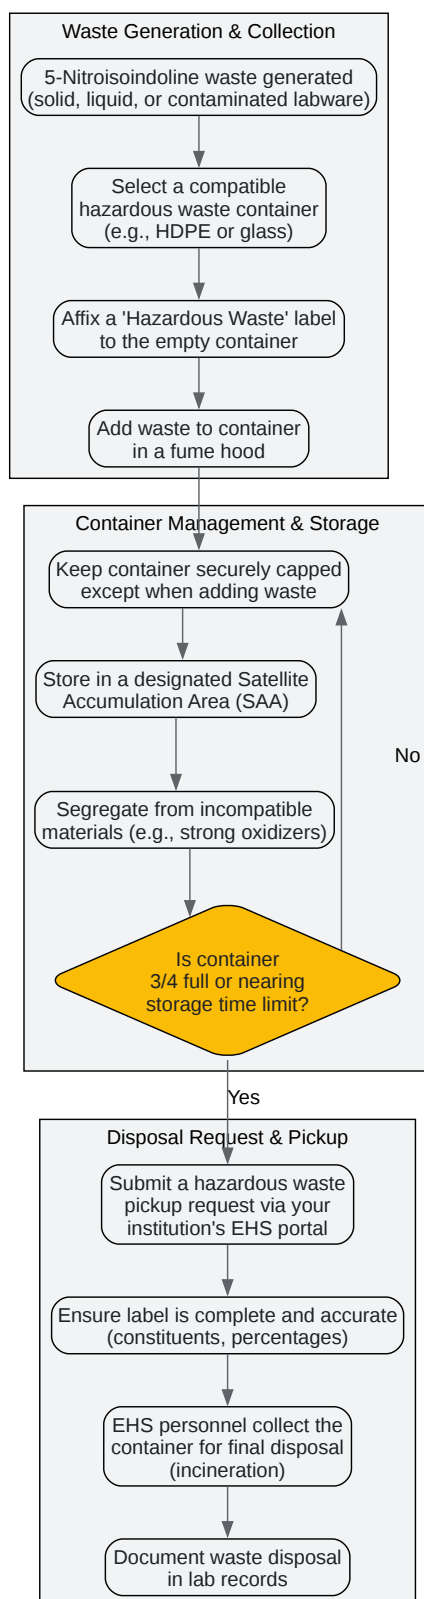 Waste Generation & Collection
5-Nitroisoindoline waste generated
(solid, liquid, or contaminated labware)
Select a compatible
hazardous waste container
(e.g., HDPE or glass)
Affix a 'Hazardous Waste' label
to the empty container
Add waste to container
in a fume hood
Container Management & Storage
Keep container securely capped
except when adding waste
Store in a designated Satellite
Accumulation Area (SAA)
No
Segregate from incompatible
materials (e.g., strong oxidizers)
Is container
3/4 full or nearing
storage time limit?
Yes
Disposal Request & Pickup
Submit a hazardous waste
pickup request via your
institution's EHS portal
Ensure label is complete and accurate
(constituents, percentages)
EHS personnel collect the
container for final disposal
(incineration)
Document waste disposal
in lab records